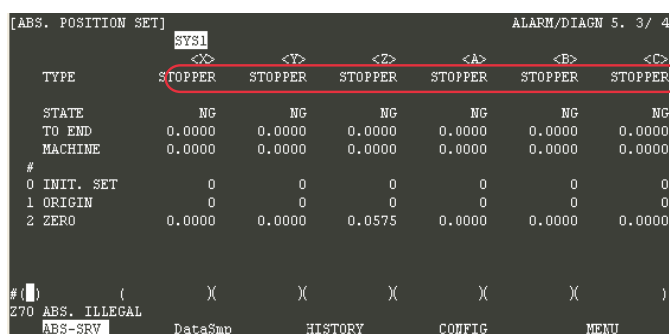 [ABS. POSITION SET] ALARM/DIAGN 5. 3/ 4
SYS1
<X> <Y> <Z> <A> <B> <C>
TYPE STOPPER STOPPER STOPPER STOPPER STOPPER STOPPER
STATE NG NG NG NG NG NG
TO END 0.0000 0.0000 0.0000 0.0000 0.0000 0.0000
MACHINE 0.0000 0.0000 0.0000 0.0000 0.0000 0.0000
#
0 INIT. SET 0 0 0 0 0 0
1 ORIGIN 0 0 0 0 0 0
2 ZERO 0.0000 0.0000 0.0575 0.0000 0.0000 0.0000
#( ) ( )( )( )( )( )( )
Z70 ABS. ILLEGAL
ABS-SRV DataSmp HISTORY CONFIG MENU